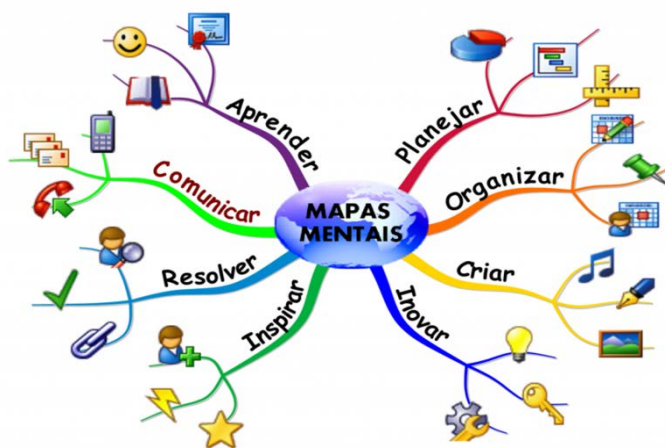 MAPAS
MENTAIS
Planejar
Organizar
Criar
Inovar
Inspirar
Resolver
Comunicar
Aprender